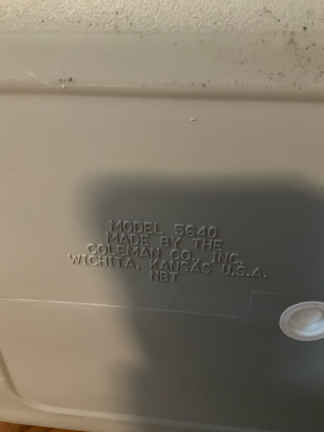 MODEL 5640
MADE BY THE
COLEMAN CO., INC.
WICHITA, KANSAS U.S.A.
NBT